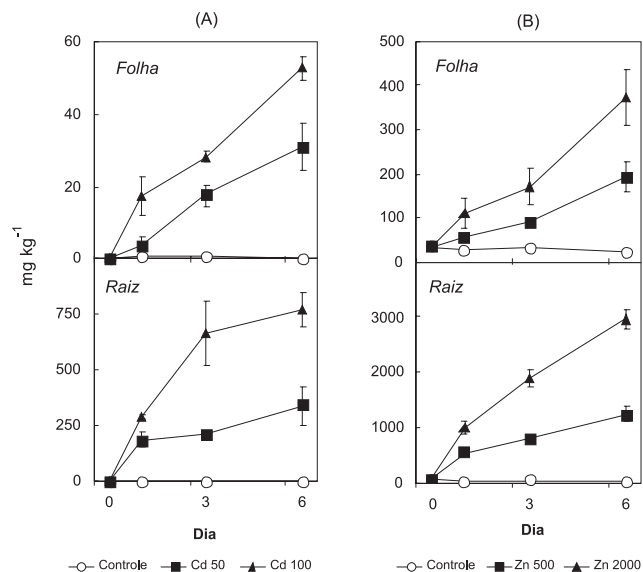 (A)
(B)
60
Folha
40
20
0
500
Folha
400
300
200
100
0
mg kg⁻¹
Raiz
750
500
250
0
Raiz
3000
2000
1000
0
0 3 6
0 3 6
Dia
Dia
Controle Cd 50 Cd 100
Controle Zn 500 Zn 2000